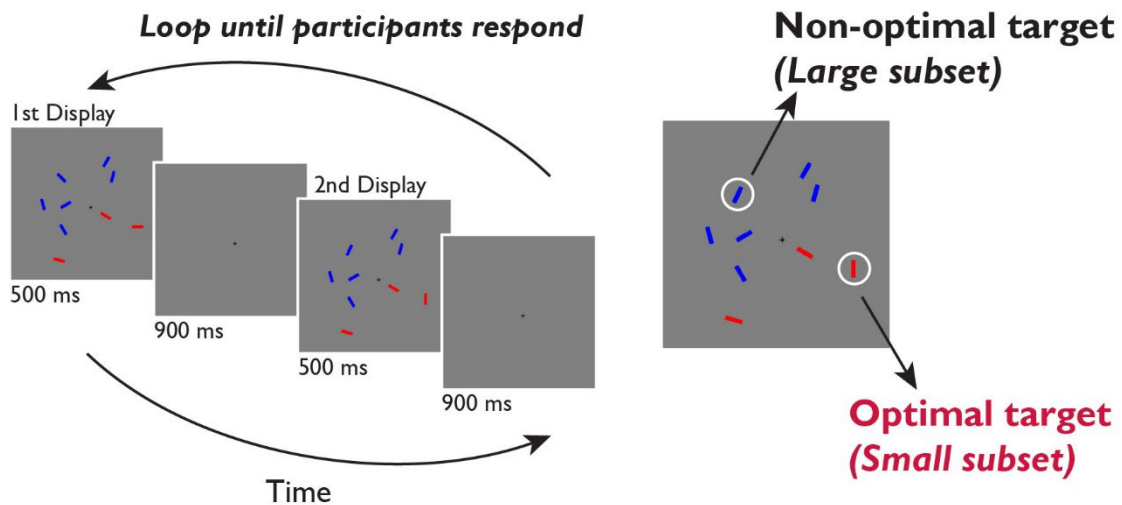 Loop until participants respond
1st Display
500 ms
900 ms
2nd Display
500 ms
900 ms
Time
Non-optimal target
(Large subset)
Optimal target
(Small subset)